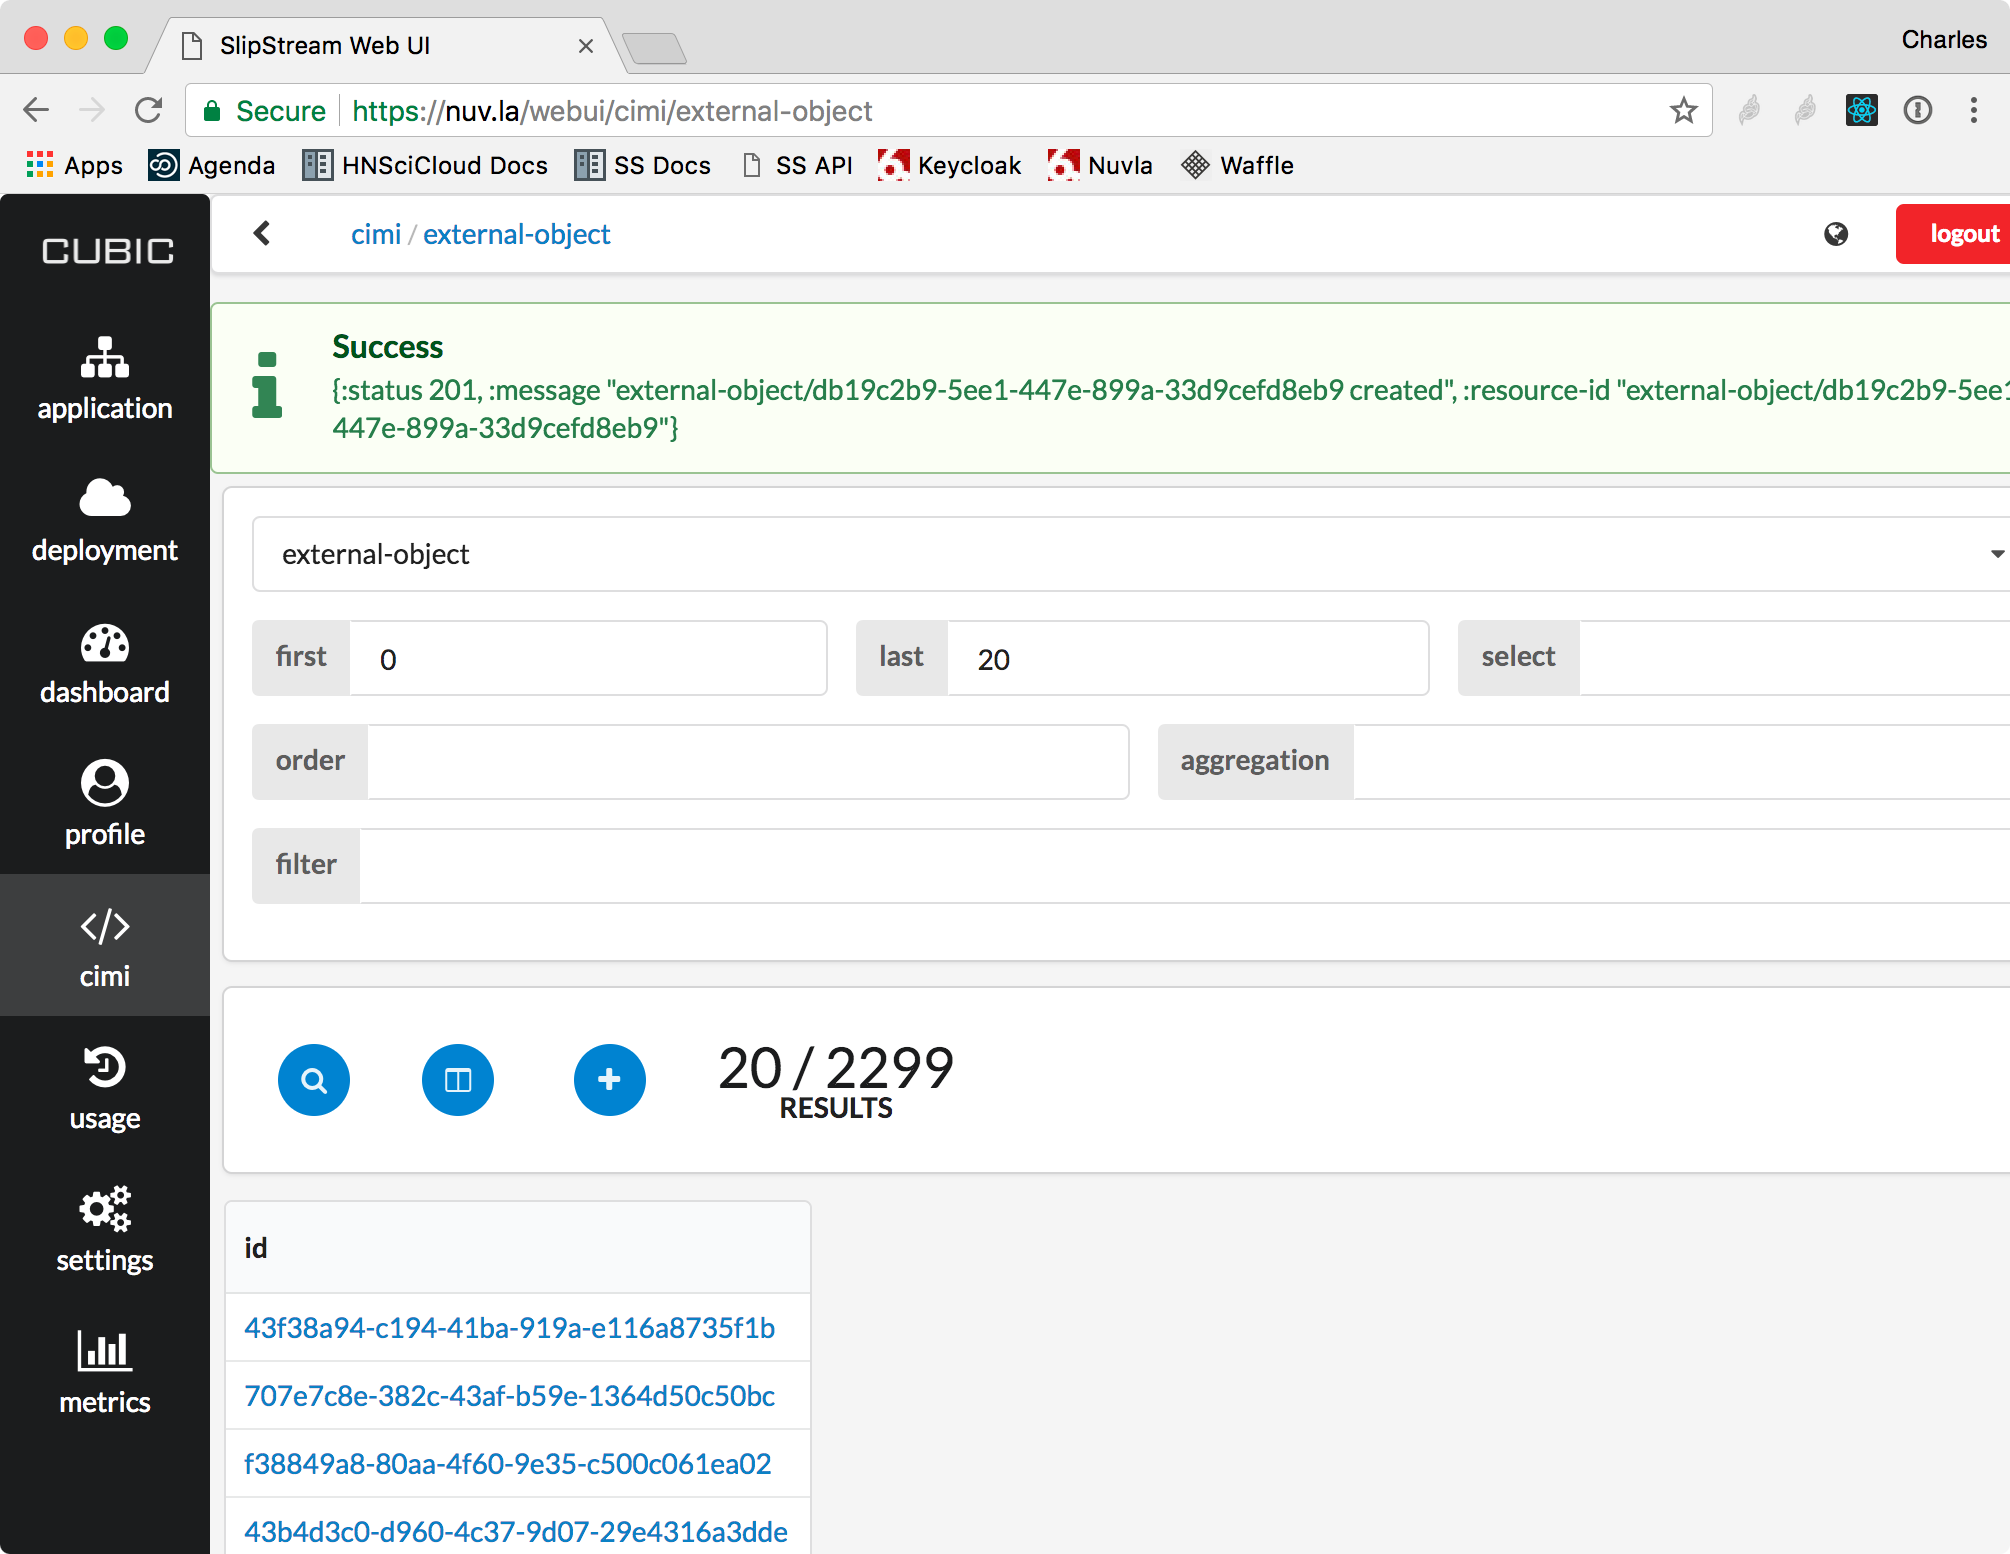 SlipStream Web UI
Charles
Secure https://nuv.la/webui/cimi/external-object
Apps Agenda HNSciCloud Docs SS Docs SS API Keycloak Nuvla Waffle
CUBIC
cimi / external-object
logout
Success
{:status 201, :message "external-object/db19c2b9-5ee1-447e-899a-33d9cefd8eb9 created", :resource-id "external-object/db19c2b9-5ee1
447e-899a-33d9cefd8eb9"}
application
deployment
dashboard
profile
cimi
usage
settings
metrics
external-object
first 0 last 20 select
order aggregation
filter
20 / 2299
RESULTS
id
43f38a94-c194-41ba-919a-e116a8735f1b
707e7c8e-382c-43af-b59e-1364d50c50bc
f38849a8-80aa-4f60-9e35-c500c061ea02
43b4d3c0-d960-4c37-9d07-29e4316a3dde